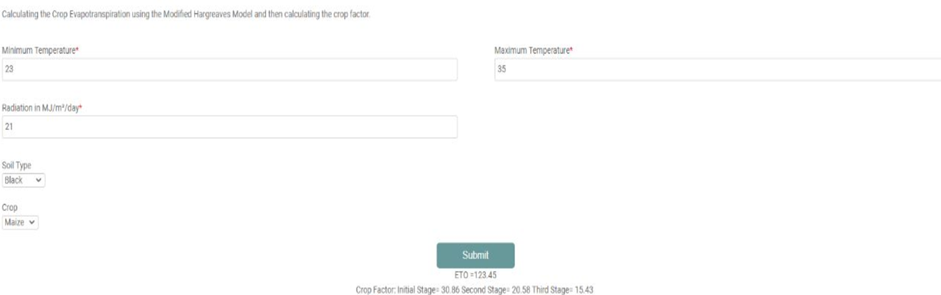 Calculating the Crop Evapotranspiration using the Modified Hargreaves Model and then calculating the crop factor.
Minimum Temperature*
Maximum Temperature*
23
35
Radiation in MJ/m²/day*
21
Soil Type
Black
Crop
Maize
Submit
ETO =123.45
Crop Factor: Initial Stage= 30.86 Second Stage= 20.58 Third Stage= 15.43